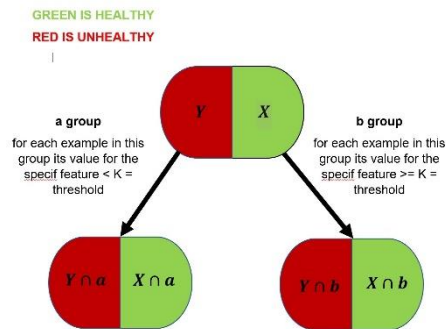 GREEN IS HEALTHY
RED IS UNHEALTHY
Y
X
a group
for each example in this
group its value for the
specif feature < K =
threshold
b group
for each example in this
group its value for the
specif feature >= K =
threshold
Y ∩ a
X ∩ a
Y ∩ b
X ∩ b